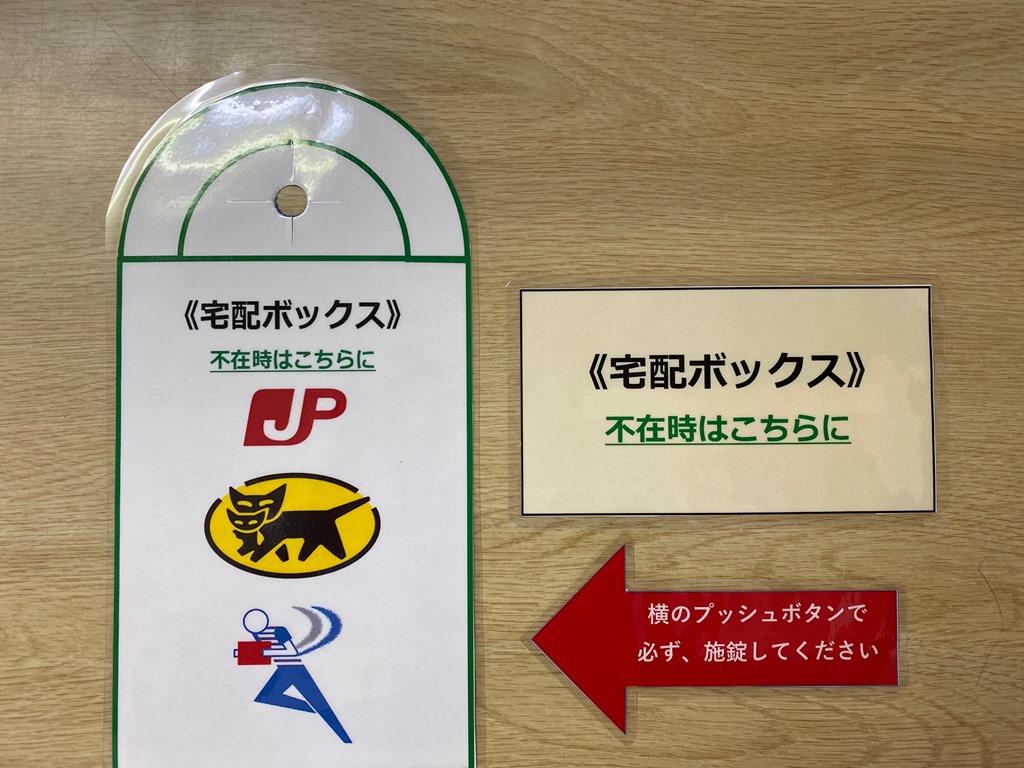 《宅配ボックス》
不在時はこちらに
JP
《宅配ボックス》
不在時はこちらに
横のプッシュボタンで
必ず、施錠してください